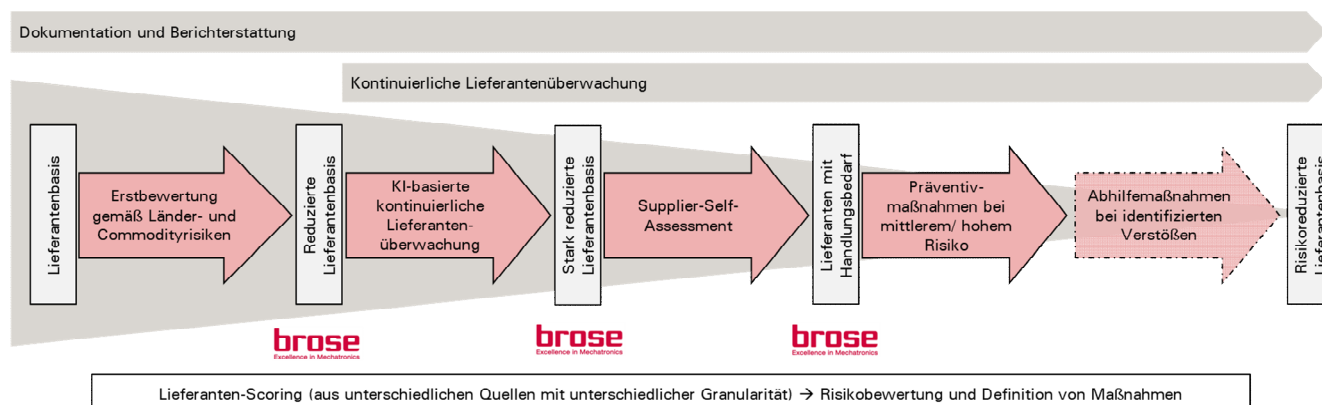 Dokumentation und Berichterstattung
Kontinuierliche Lieferantenüberwachung
Lieferantenbasis
Erstbewertung
gemäß Länder- und
Commodityrisiken
Reduzierte
Lieferantenbasis
KI-basierte
kontinuierliche
Lieferanten-
überwachung
Stark reduzierte
Lieferantenbasis
Supplier-Self-
Assessment
Lieferanten mit
Handlungsbedarf
Präventiv-
maßnahmen bei
mittlerem/ hohem
Risiko
Abhilfemaßnahmen
bei identifizierten
Verstößen
Risikoreduzierte
Lieferantenbasis
brose
Excellence in Mechatronics
brose
Excellence in Mechatronics
brose
Excellence in Mechatronics
Lieferanten-Scoring (aus unterschiedlichen Quellen mit unterschiedlicher Granularität) → Risikobewertung und Definition von Maßnahmen